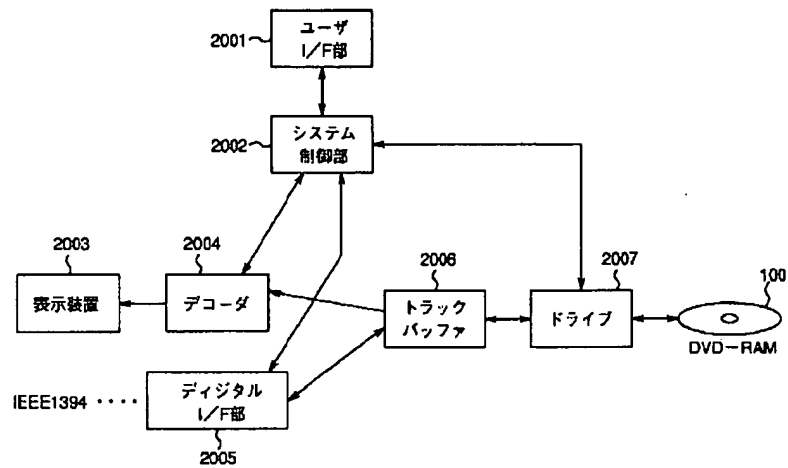 2001
ユーザ
I/F部
2002
システム
制御部
2003
表示装置
2004
デコーダ
2006
トラック
バッファ
2007
ドライブ
100
DVD-RAM
IEEE1394 ····
ディジタル
I/F部
2005